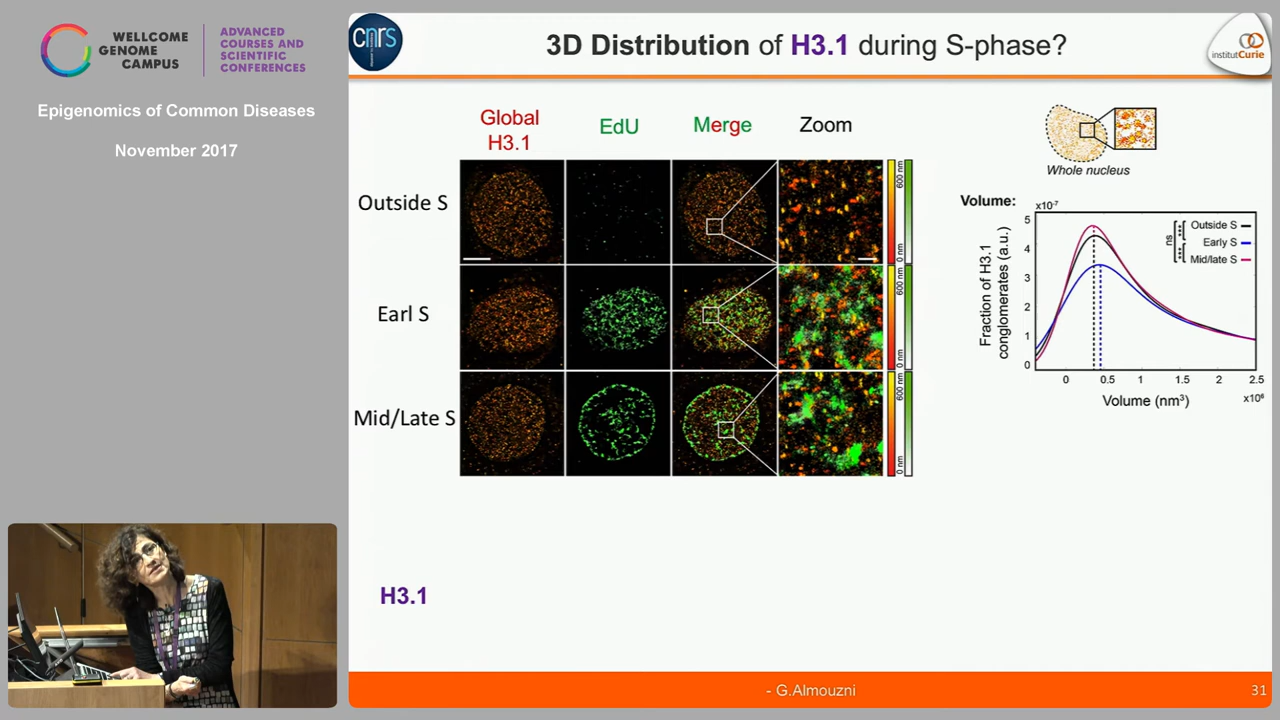 WELLCOME
GENOME
CAMPUS
ADVANCED
COURSES AND
SCIENTIFIC
CONFERENCES
Epigenomics of Common Diseases
November 2017
cnrs
3D Distribution of H3.1 during S-phase?
institutCurie
Global
H3.1
EdU
Merge
Zoom
Outside S
Earl S
Mid/Late S
600 nm
0 nm
600 nm
0 nm
600 nm
0 nm
Whole nucleus
Volume:
x10-7
5
4
3
2
1
0
Fraction of H3.1
conglomerates (a.u.)
ns
Outside S
Early S
Mid/late S
0
0.5
1
1.5
2
2.5
Volume (nm³)
x10⁶
H3.1
- G.Almouzni
31